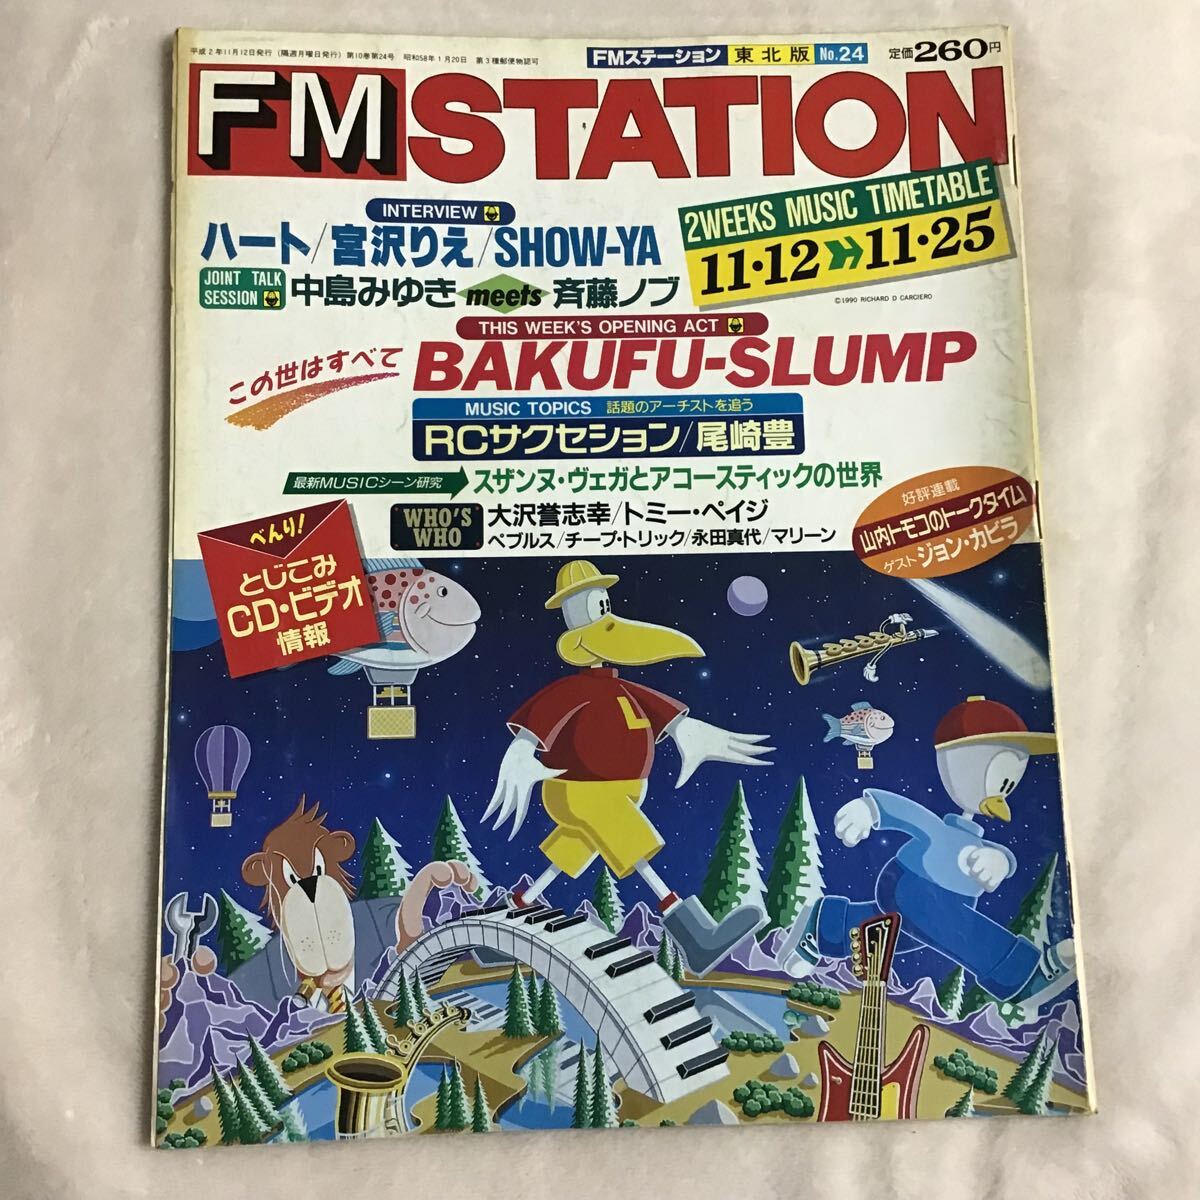 平成2年11月12日発行（隔週月曜日発行）第10巻第24号 昭和58年1月20日 第3種郵便物認可
FMステーション 東北版 No.24 定価260円
FM STATION
2WEEKS MUSIC TIMETABLE
11・12 11・25
©1990 RICHARD D CARCIERO
INTERVIEW
ハート/宮沢りえ/SHOW-YA
JOINT TALK
SESSION
中島みゆき meets 斉藤ノブ
THIS WEEK'S OPENING ACT
この世はすべて BAKUFU-SLUMP
MUSIC TOPICS 話題のアーチストを追う
RCサクセション/尾崎豊
最新MUSICシーン研究 スザンヌ・ヴェガとアコースティックの世界
WHO'S
WHO
大沢誉志幸/トミー・ペイジ
ペブルス/チープ・トリック/永田真代/マリーン
好評連載
山内トモコのトークタイム
ゲスト ジョン・カビラ
べんり!
とじこみ
CD・ビデオ
情報
L